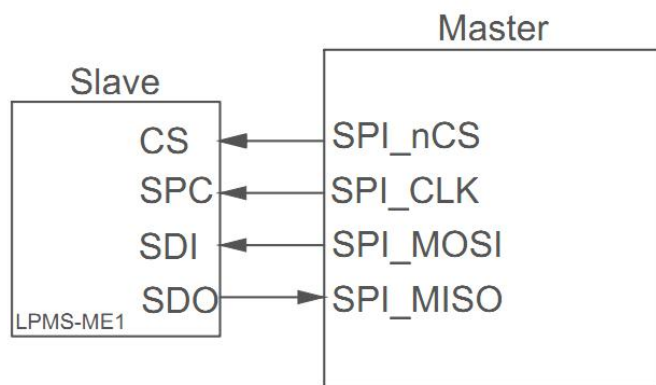 Master
Slave
CS
SPI_nCS
SPC
SPI_CLK
SDI
SPI_MOSI
SDO
SPI_MISO
LPMS-ME1